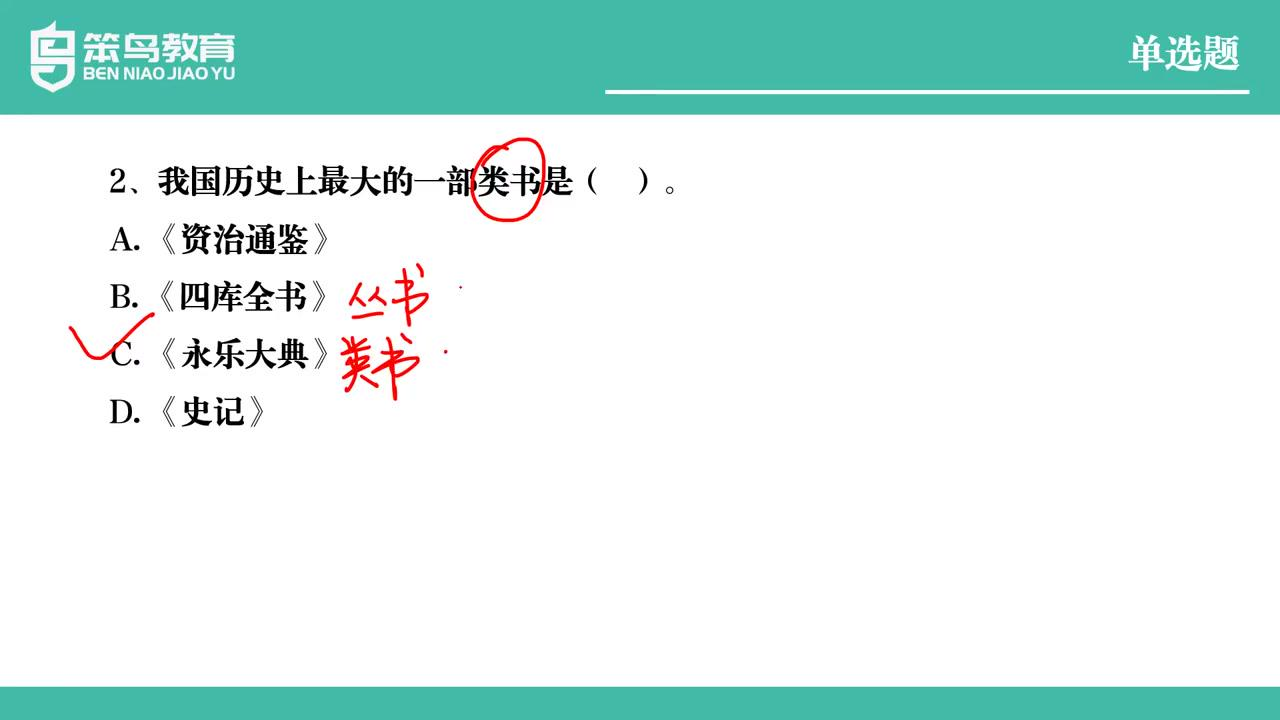 笨鸟教育
BEN NIAO JIAO YU
单选题
2、我国历史上最大的一部类书是（ ）。
A.《资治通鉴》
B.《四库全书》丛书
C.《永乐大典》类书
D.《史记》